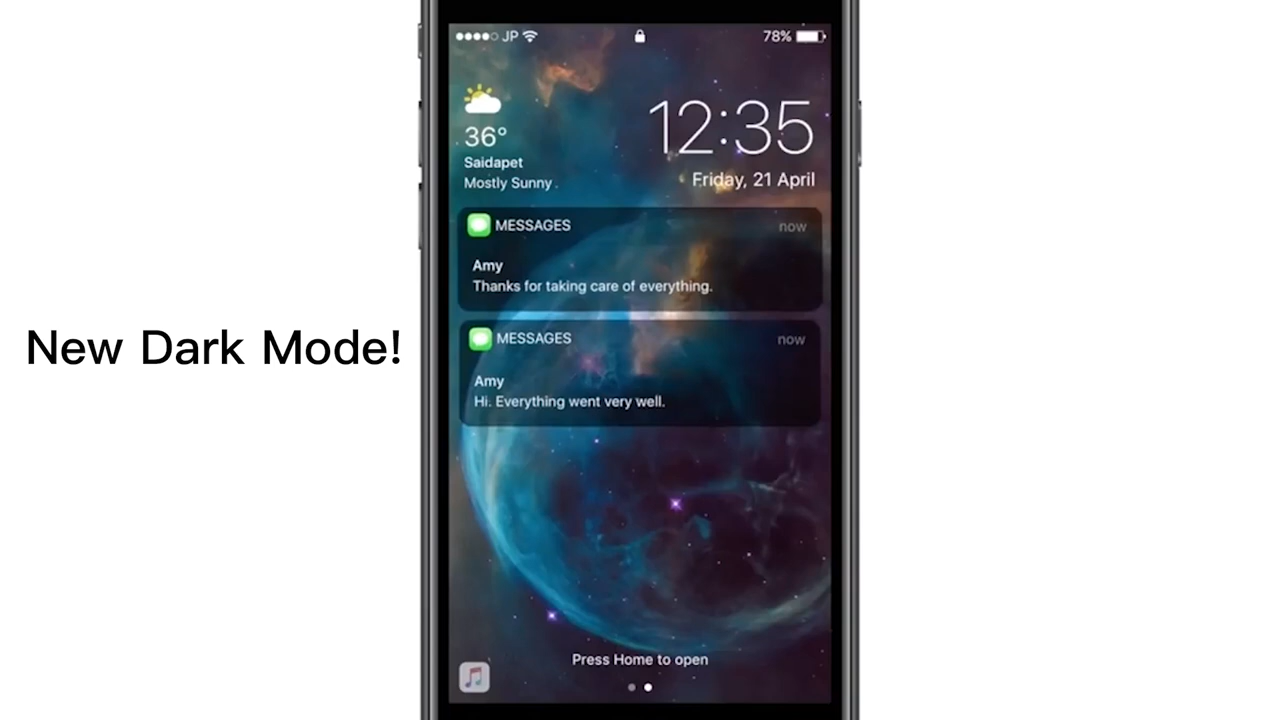 JP
78%
12:35
36°
Saidapet
Mostly Sunny
Friday, 21 April
MESSAGES now
Amy
Thanks for taking care of everything.
New Dark Mode!
MESSAGES now
Amy
Hi. Everything went very well.
Press Home to open